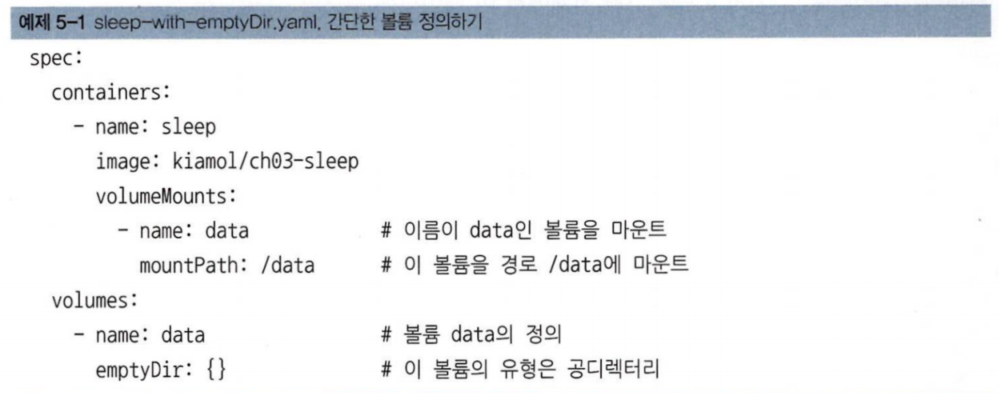 예제 5-1 sleep-with-emptyDir.yaml, 간단한 볼륨 정의하기
spec:
  containers:
    - name: sleep
      image: kiamol/ch03-sleep
      volumeMounts:
        - name: data              # 이름이 data인 볼륨을 마운트
          mountPath: /data        # 이 볼륨을 경로 /data에 마운트
  volumes:
    - name: data                  # 볼륨 data의 정의
      emptyDir: {}                # 이 볼륨의 유형은 공디렉터리